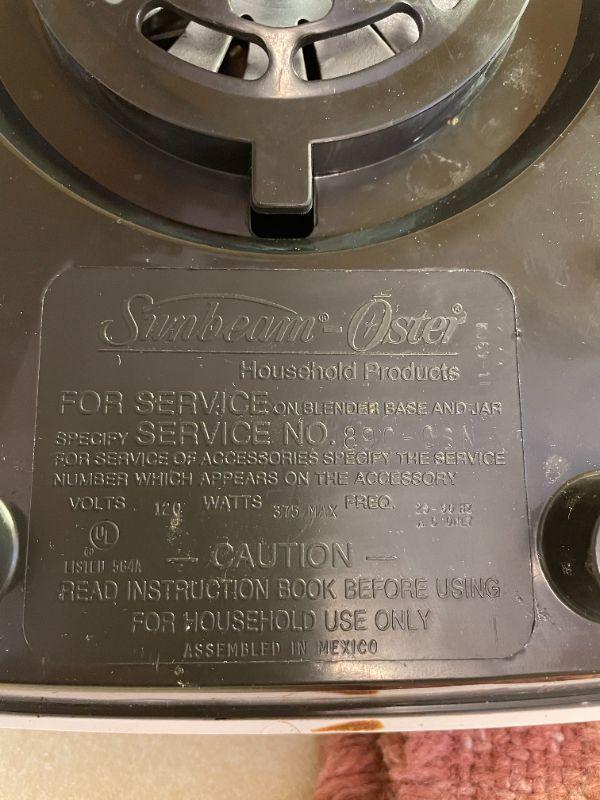 Sunbeam®-Oster®
Household Products
FOR SERVICE ON BLENDER BASE AND JAR
SPECIFY SERVICE NO.
FOR SERVICE OF ACCESSORIES SPECIFY THE SERVICE
NUMBER WHICH APPEARS ON THE ACCESSORY
VOLTS 120 WATTS 375 MAX FREQ.
UL ®
LISTED 564A
— CAUTION —
READ INSTRUCTION BOOK BEFORE USING
FOR HOUSEHOLD USE ONLY
ASSEMBLED IN MEXICO